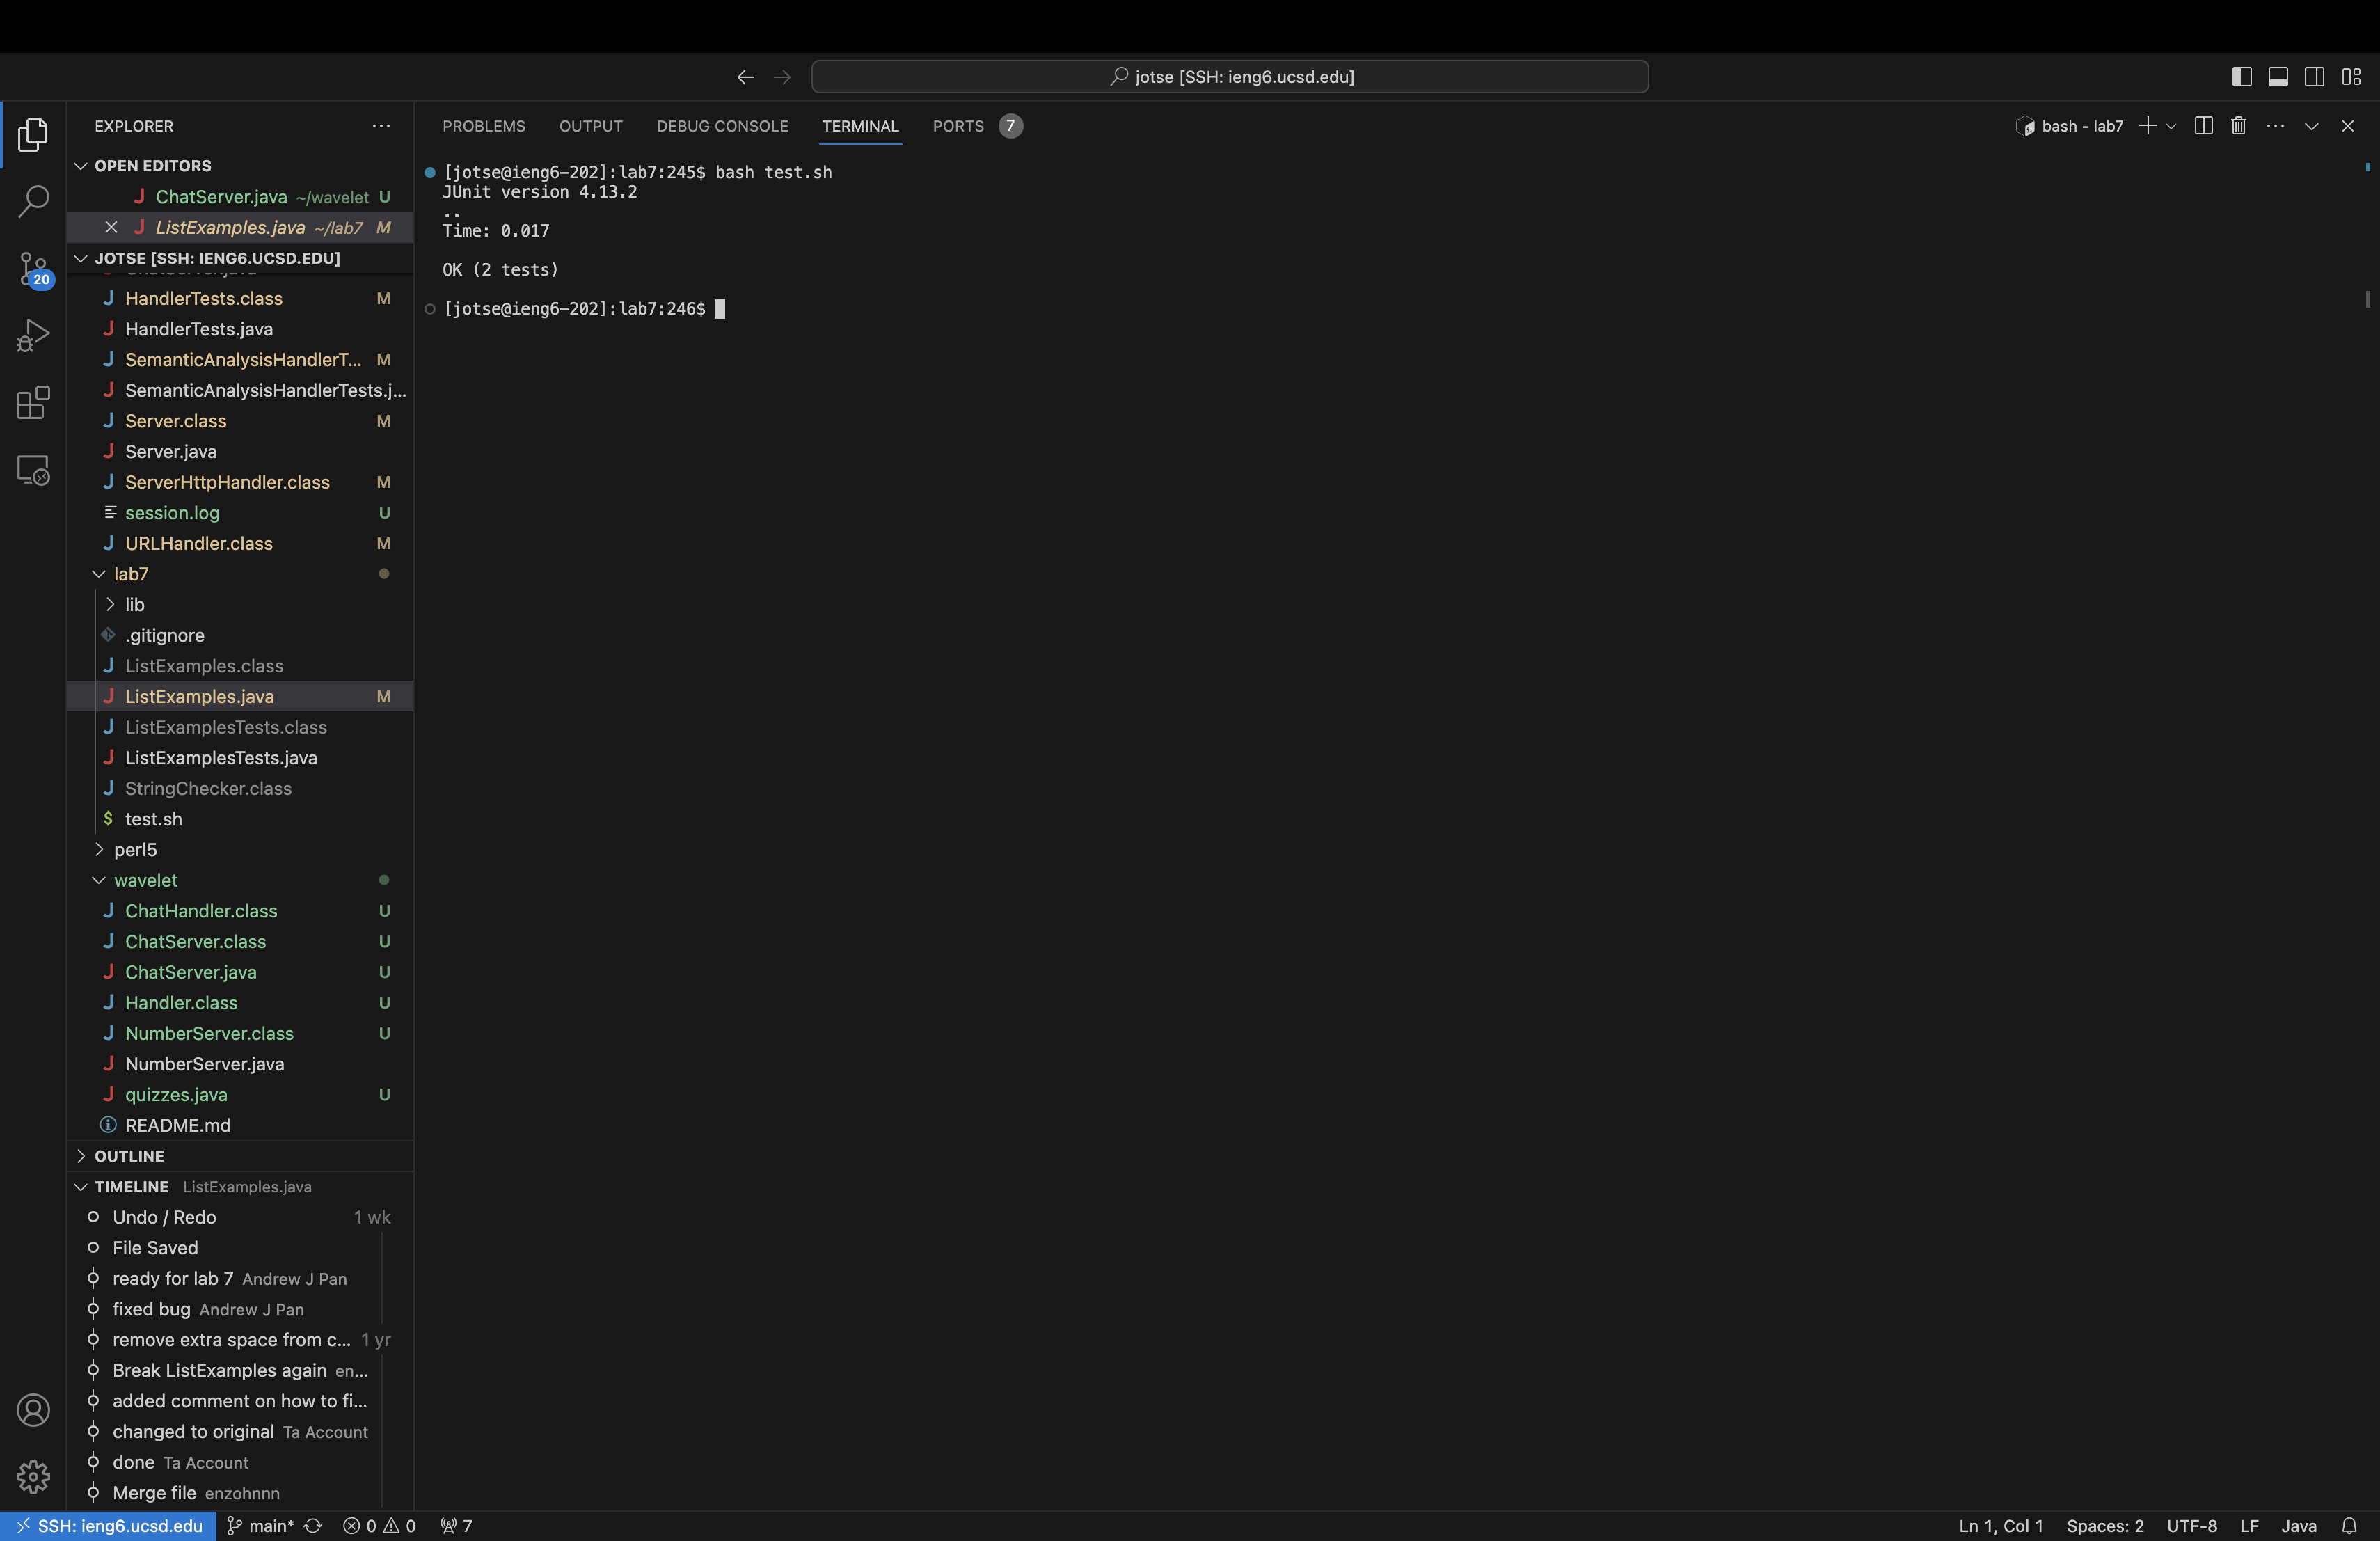 jotse [SSH: ieng6.ucsd.edu]
EXPLORER
OPEN EDITORS
ChatServer.java ~/wavelet U
ListExamples.java ~/lab7 M
JOTSE [SSH: IENG6.UCSD.EDU]
HandlerTests.class M
HandlerTests.java
SemanticAnalysisHandlerT... M
SemanticAnalysisHandlerTests.j...
Server.class M
Server.java
ServerHttpHandler.class M
session.log U
URLHandler.class M
lab7
lib
.gitignore
ListExamples.class
ListExamples.java M
ListExamplesTests.class
ListExamplesTests.java
StringChecker.class
$ test.sh
perl5
wavelet
ChatHandler.class U
ChatServer.class U
ChatServer.java U
Handler.class U
NumberServer.class U
NumberServer.java
quizzes.java U
README.md
OUTLINE
TIMELINE ListExamples.java
Undo / Redo 1 wk
File Saved
ready for lab 7 Andrew J Pan
fixed bug Andrew J Pan
remove extra space from c... 1 yr
Break ListExamples again en...
added comment on how to fi...
changed to original Ta Account
done Ta Account
Merge file enzohnnn
20
PROBLEMS OUTPUT DEBUG CONSOLE TERMINAL PORTS 7
bash - lab7
[jotse@ieng6-202]:lab7:245$ bash test.sh
JUnit version 4.13.2
..
Time: 0.017
OK (2 tests)
[jotse@ieng6-202]:lab7:246$
SSH: ieng6.ucsd.edu main* 0 0 7 Ln 1, Col 1 Spaces: 2 UTF-8 LF Java